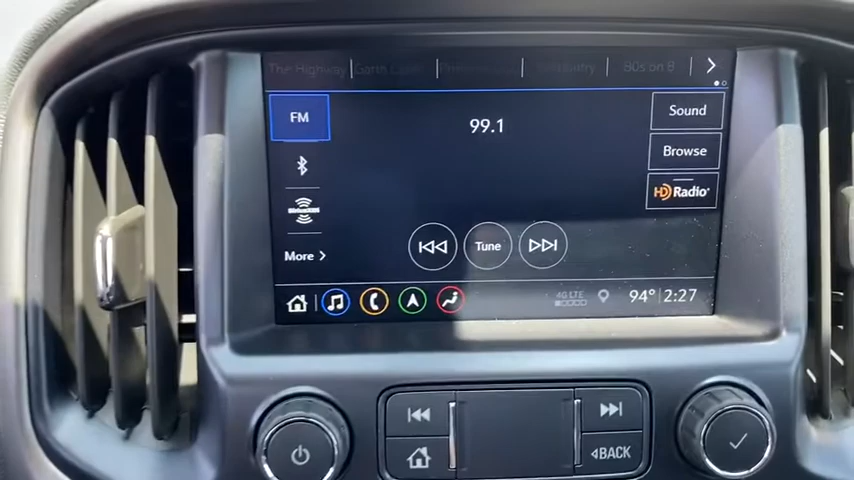 The Highway
80s on 8
FM
99.1
Sound
Browse
HD Radio
SiriusXM
More
Tune
4G LTE
94° 2:27
BACK